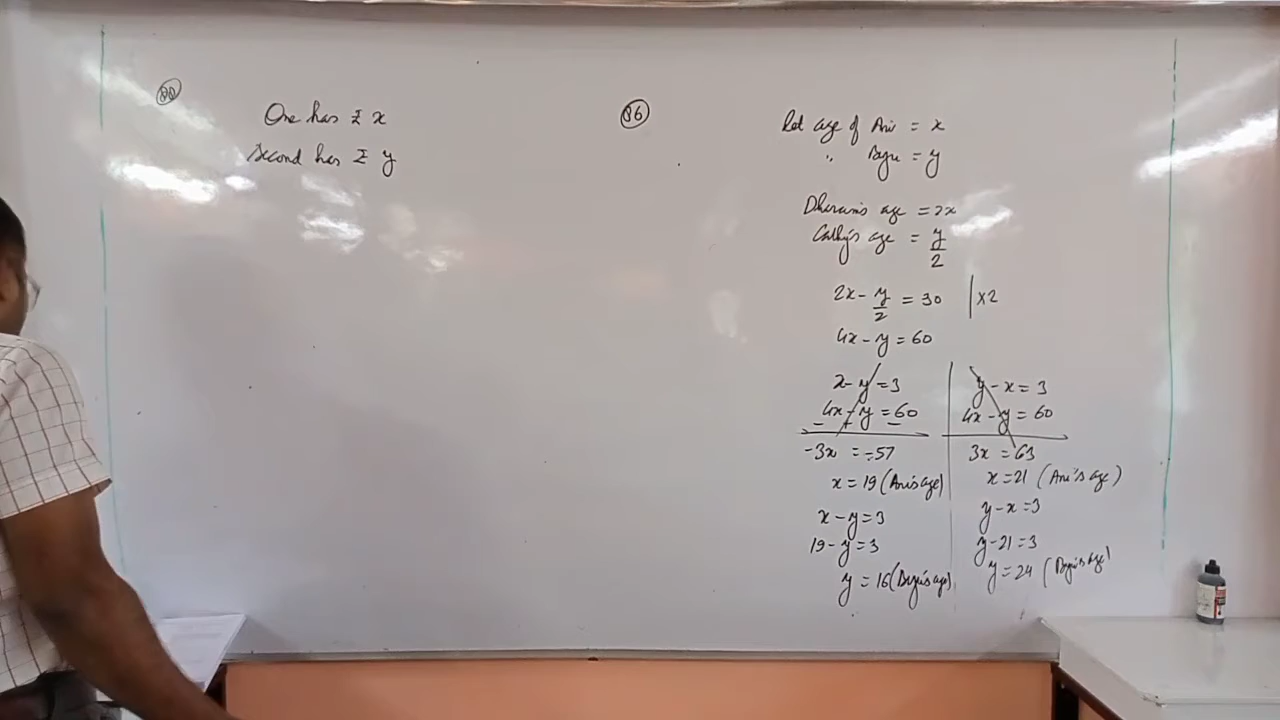 One has ₹ x
Second has ₹ y
86
Let age of Ani = x
" Biju = y
Dharam's age = 2x
Cathy's age = y/2
2x - y/2 = 30 | x2
4x - y = 60
x - y = 3
4x - y = 60
- + -
-3x = -57
x = 19 (Ani's age)
x - y = 3
19 - y = 3
y = 16 (Biju's age)
y - x = 3
4x - y = 60
3x = 63
x = 21 (Ani's age)
y - x = 3
y - 21 = 3
y = 24 (Biju's age)